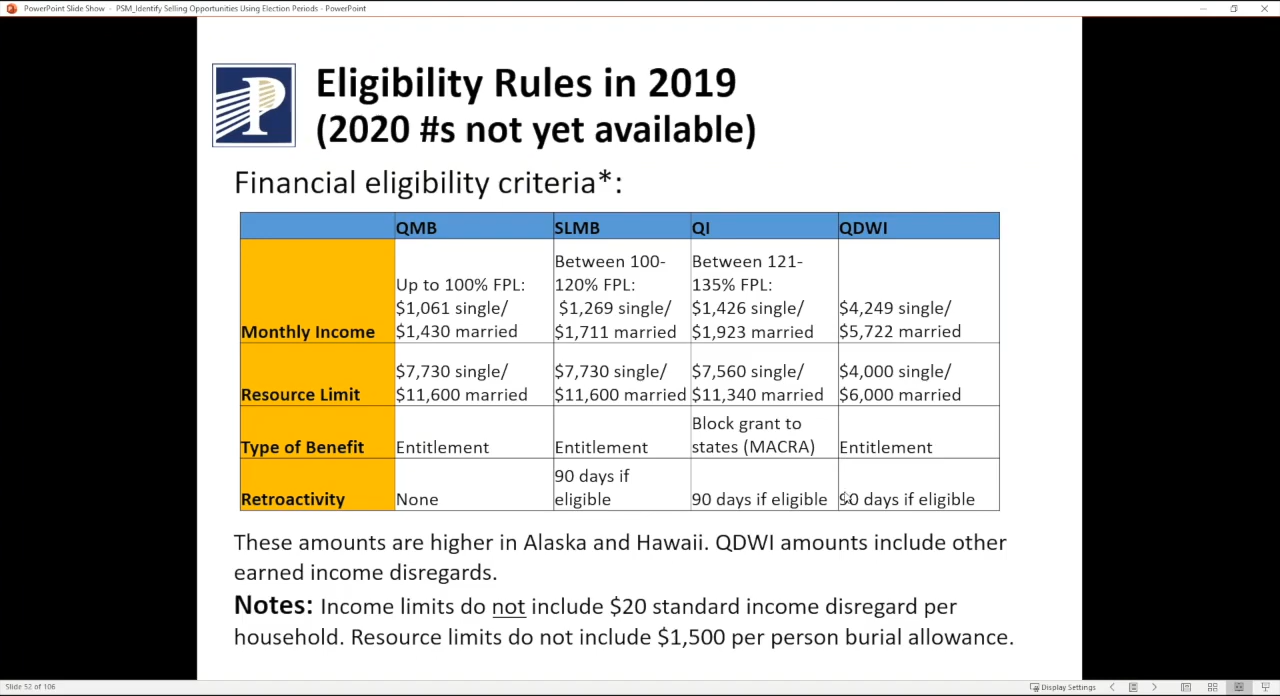 PowerPoint Slide Show - PSM_Identify Selling Opportunities Using Election Periods - PowerPoint
P
Eligibility Rules in 2019
(2020 #s not yet available)
Financial eligibility criteria*:
QMB SLMB QI QDWI
Monthly Income
Up to 100% FPL:
$1,061 single/
$1,430 married
Between 100-
120% FPL:
$1,269 single/
$1,711 married
Between 121-
135% FPL:
$1,426 single/
$1,923 married
$4,249 single/
$5,722 married
Resource Limit
$7,730 single/
$11,600 married
$7,730 single/
$11,600 married
$7,560 single/
$11,340 married
$4,000 single/
$6,000 married
Type of Benefit
Entitlement
Entitlement
Block grant to
states (MACRA)
Entitlement
Retroactivity
None
90 days if
eligible
90 days if eligible
90 days if eligible
These amounts are higher in Alaska and Hawaii. QDWI amounts include other
earned income disregards.
Notes: Income limits do not include $20 standard income disregard per
household. Resource limits do not include $1,500 per person burial allowance.
Slide 52 of 106
Display Settings